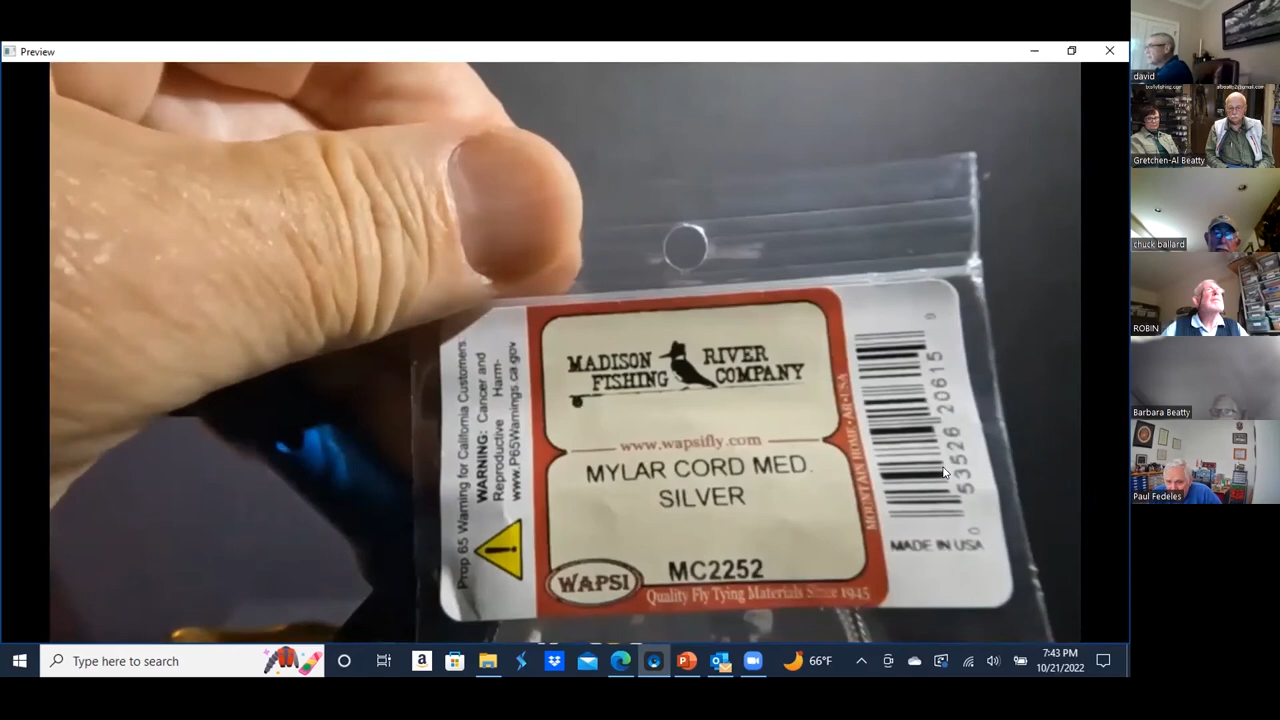 Preview
MADISON RIVER
FISHING COMPANY
www.wapsifly.com
MYLAR CORD MED.
SILVER
MC2252
WAPSI
Quality Fly Tying Materials Since 1945
MOUNTAIN HOME • AR • USA
Prop 65 Warning for California Customers:
WARNING: Cancer and
Reproductive Harm-
www.P65Warnings.ca.gov
0 53526 20615 9
MADE IN USA
david
Gretchen-Al Beatty
chuck ballard
ROBIN
Barbara Beatty
Paul Fedeles
Type here to search
66°F
7:43 PM
10/21/2022